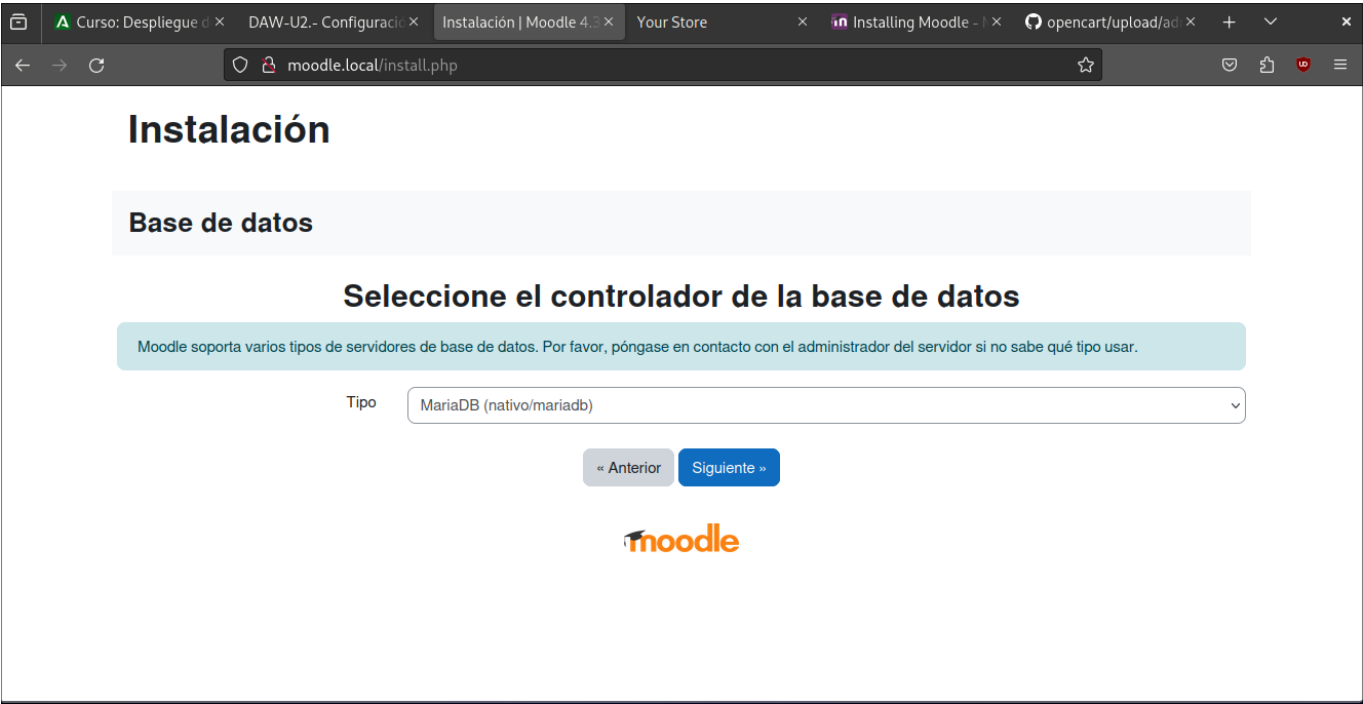 Curso: Despliegue d
DAW-U2.- Configuració
Instalación | Moodle 4.3
Your Store
Installing Moodle -
opencart/upload/ad
moodle.local/install.php
Instalación
Base de datos
Seleccione el controlador de la base de datos
Moodle soporta varios tipos de servidores de base de datos. Por favor, póngase en contacto con el administrador del servidor si no sabe qué tipo usar.
Tipo
MariaDB (nativo/mariadb)
« Anterior
Siguiente »
moodle